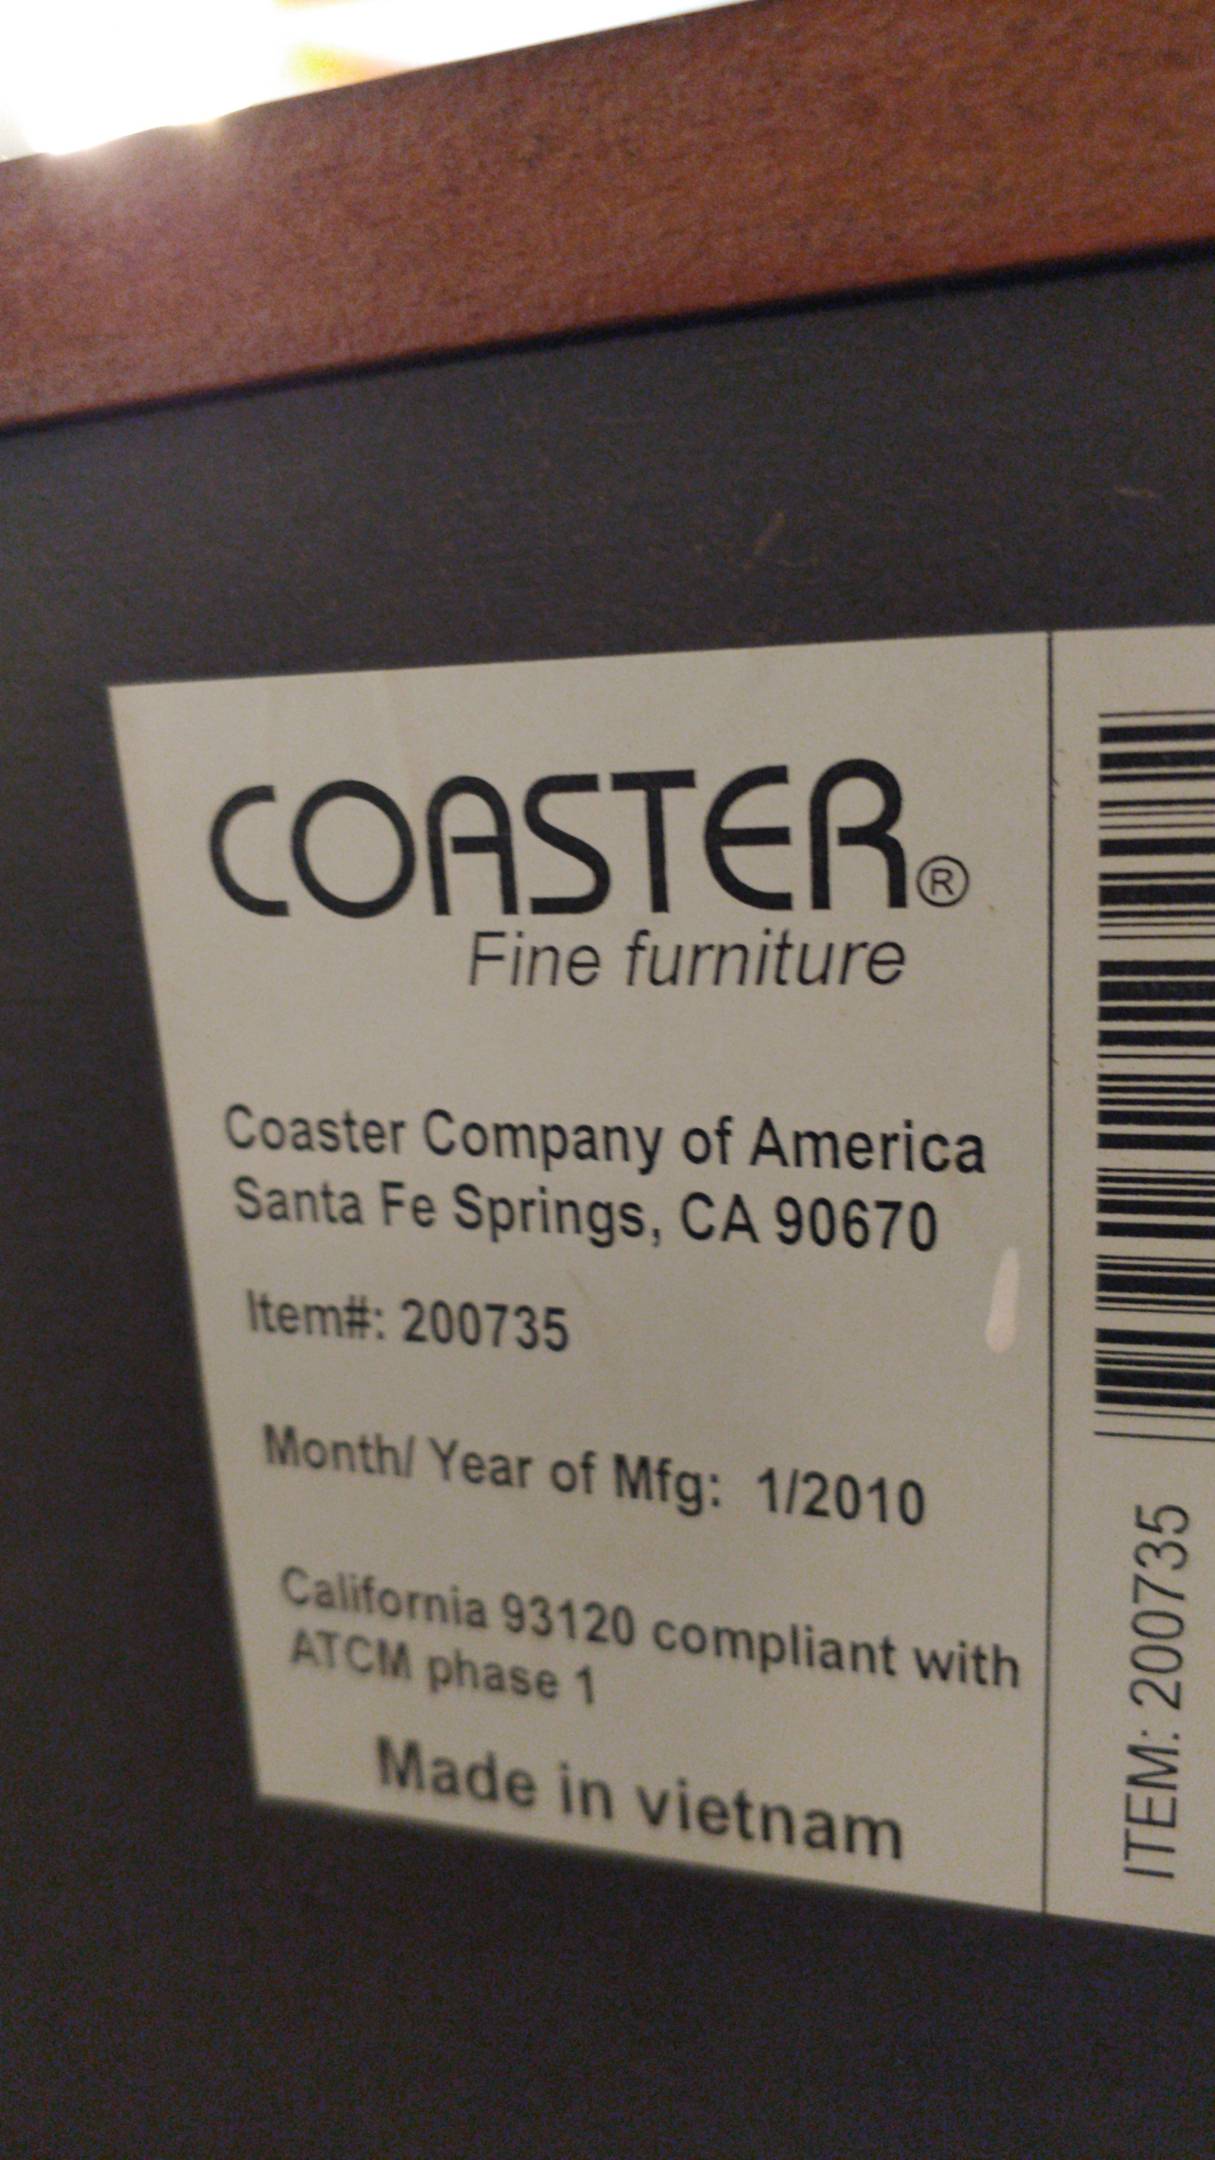 COASTER®
Fine furniture
Coaster Company of America
Santa Fe Springs, CA 90670
Item#: 200735
Month/ Year of Mfg:  1/2010
California 93120 compliant with
ATCM phase 1
Made in vietnam
ITEM: 200735